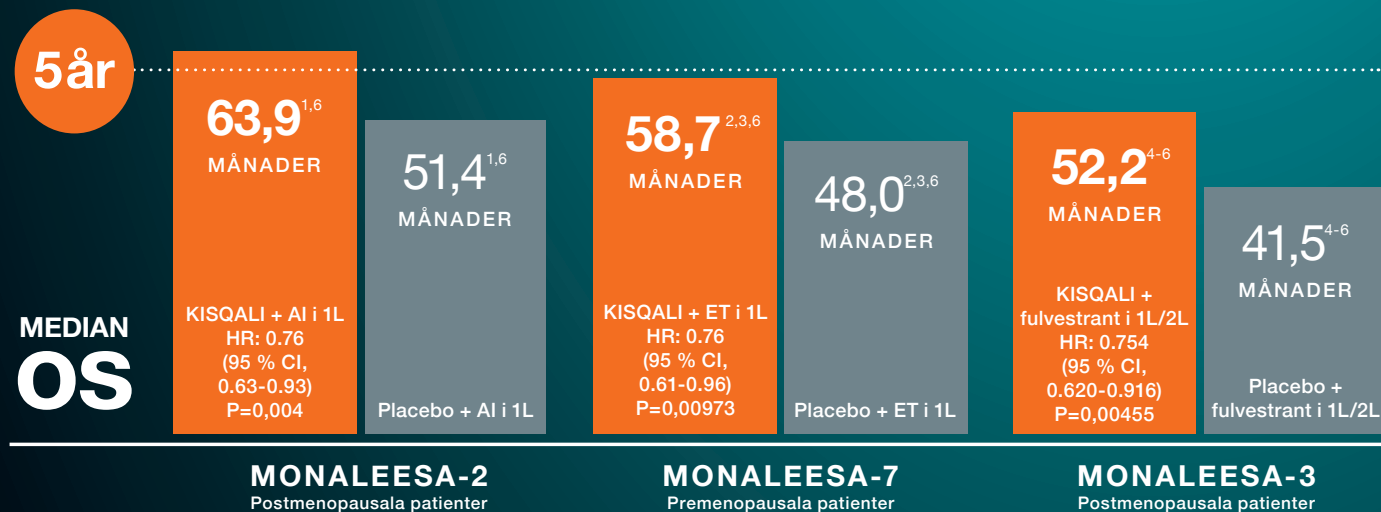 5 år
63,9 1,6
MÅNADER
KISQALI + AI i 1L
HR: 0.76
(95 % CI,
0.63-0.93)
P=0,004
51,4 1,6
MÅNADER
Placebo + AI i 1L
58,7 2,3,6
MÅNADER
KISQALI + ET i 1L
HR: 0.76
(95 % CI,
0.61-0.96)
P=0,00973
48,0 2,3,6
MÅNADER
Placebo + ET i 1L
52,2 4-6
MÅNADER
KISQALI +
fulvestrant i 1L/2L
HR: 0.754
(95 % CI,
0.620-0.916)
P=0,00455
41,5 4-6
MÅNADER
Placebo +
fulvestrant i 1L/2L
MEDIAN
OS
MONALEESA-2
Postmenopausala patienter
MONALEESA-7
Premenopausala patienter
MONALEESA-3
Postmenopausala patienter